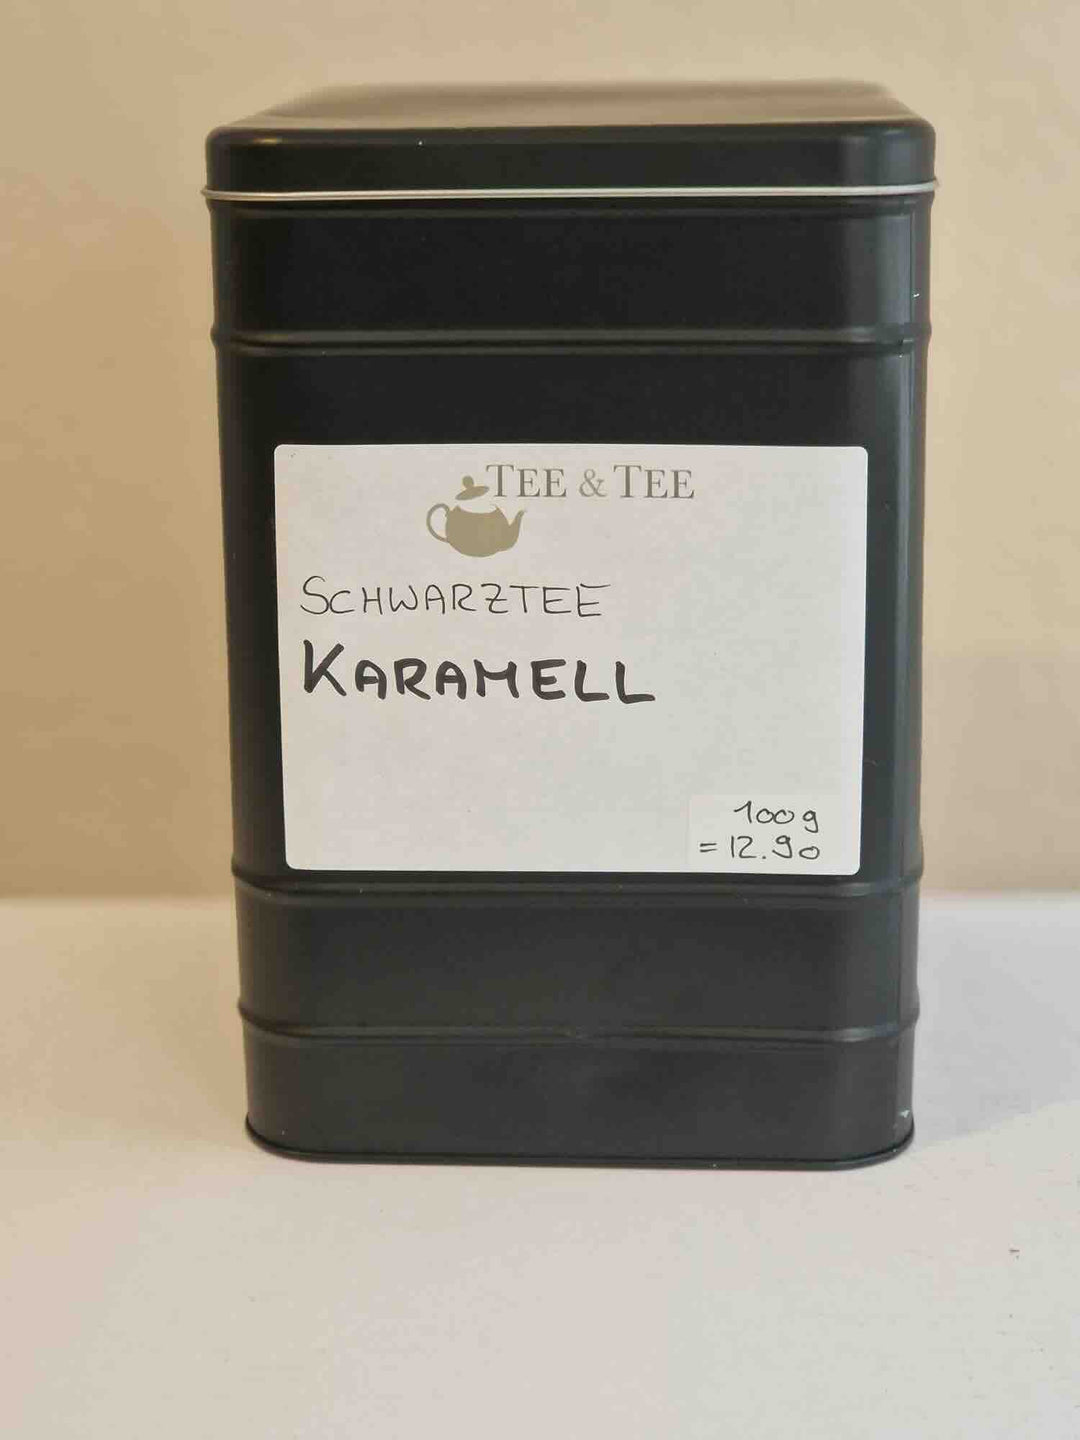 TEE & TEE
SCHWARZTEE
KARAMELL
100g
= 12.90